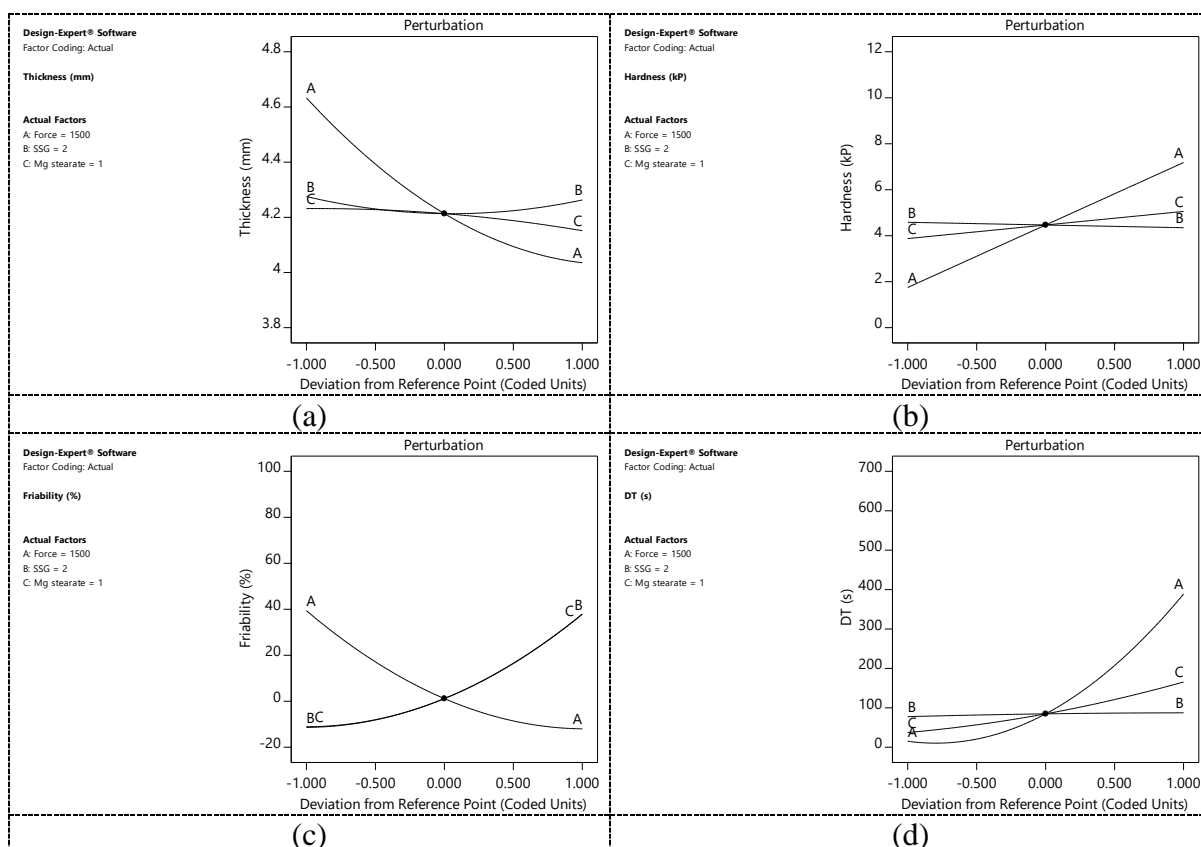 Perturbation
Design-Expert® Software
Factor Coding: Actual
Thickness (mm)
Actual Factors
A: Force = 1500
B: SSG = 2
C: Mg stearate = 1
Thickness (mm)
4.8
4.6
4.4
4.2
4
3.8
A
B
C
B
C
A
-1.000 -0.500 0.000 0.500 1.000
Deviation from Reference Point (Coded Units)
(a)
Perturbation
Design-Expert® Software
Factor Coding: Actual
Hardness (kP)
Actual Factors
A: Force = 1500
B: SSG = 2
C: Mg stearate = 1
Hardness (kP)
12
10
8
6
4
2
0
B
C
A
A
C
B
-1.000 -0.500 0.000 0.500 1.000
Deviation from Reference Point (Coded Units)
(b)
Perturbation
Design-Expert® Software
Factor Coding: Actual
Friability (%)
Actual Factors
A: Force = 1500
B: SSG = 2
C: Mg stearate = 1
Friability (%)
100
80
60
40
20
0
-20
A
BC
C B
A
-1.000 -0.500 0.000 0.500 1.000
Deviation from Reference Point (Coded Units)
(c)
Perturbation
Design-Expert® Software
Factor Coding: Actual
DT (s)
Actual Factors
A: Force = 1500
B: SSG = 2
C: Mg stearate = 1
DT (s)
700
600
500
400
300
200
100
0
B
C
A
A
C
B
-1.000 -0.500 0.000 0.500 1.000
Deviation from Reference Point (Coded Units)
(d)